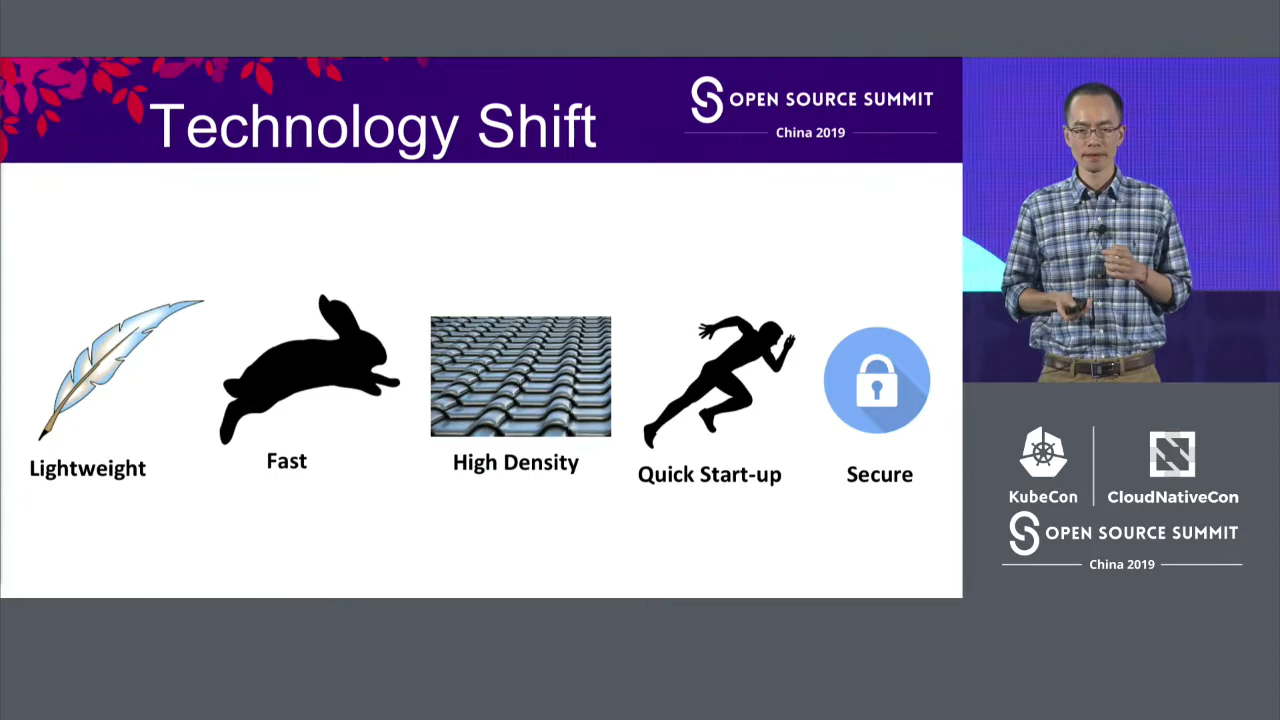 Technology Shift
OPEN SOURCE SUMMIT
China 2019
Lightweight
Fast
High Density
Quick Start-up
Secure
KubeCon
CloudNativeCon
OPEN SOURCE SUMMIT
China 2019